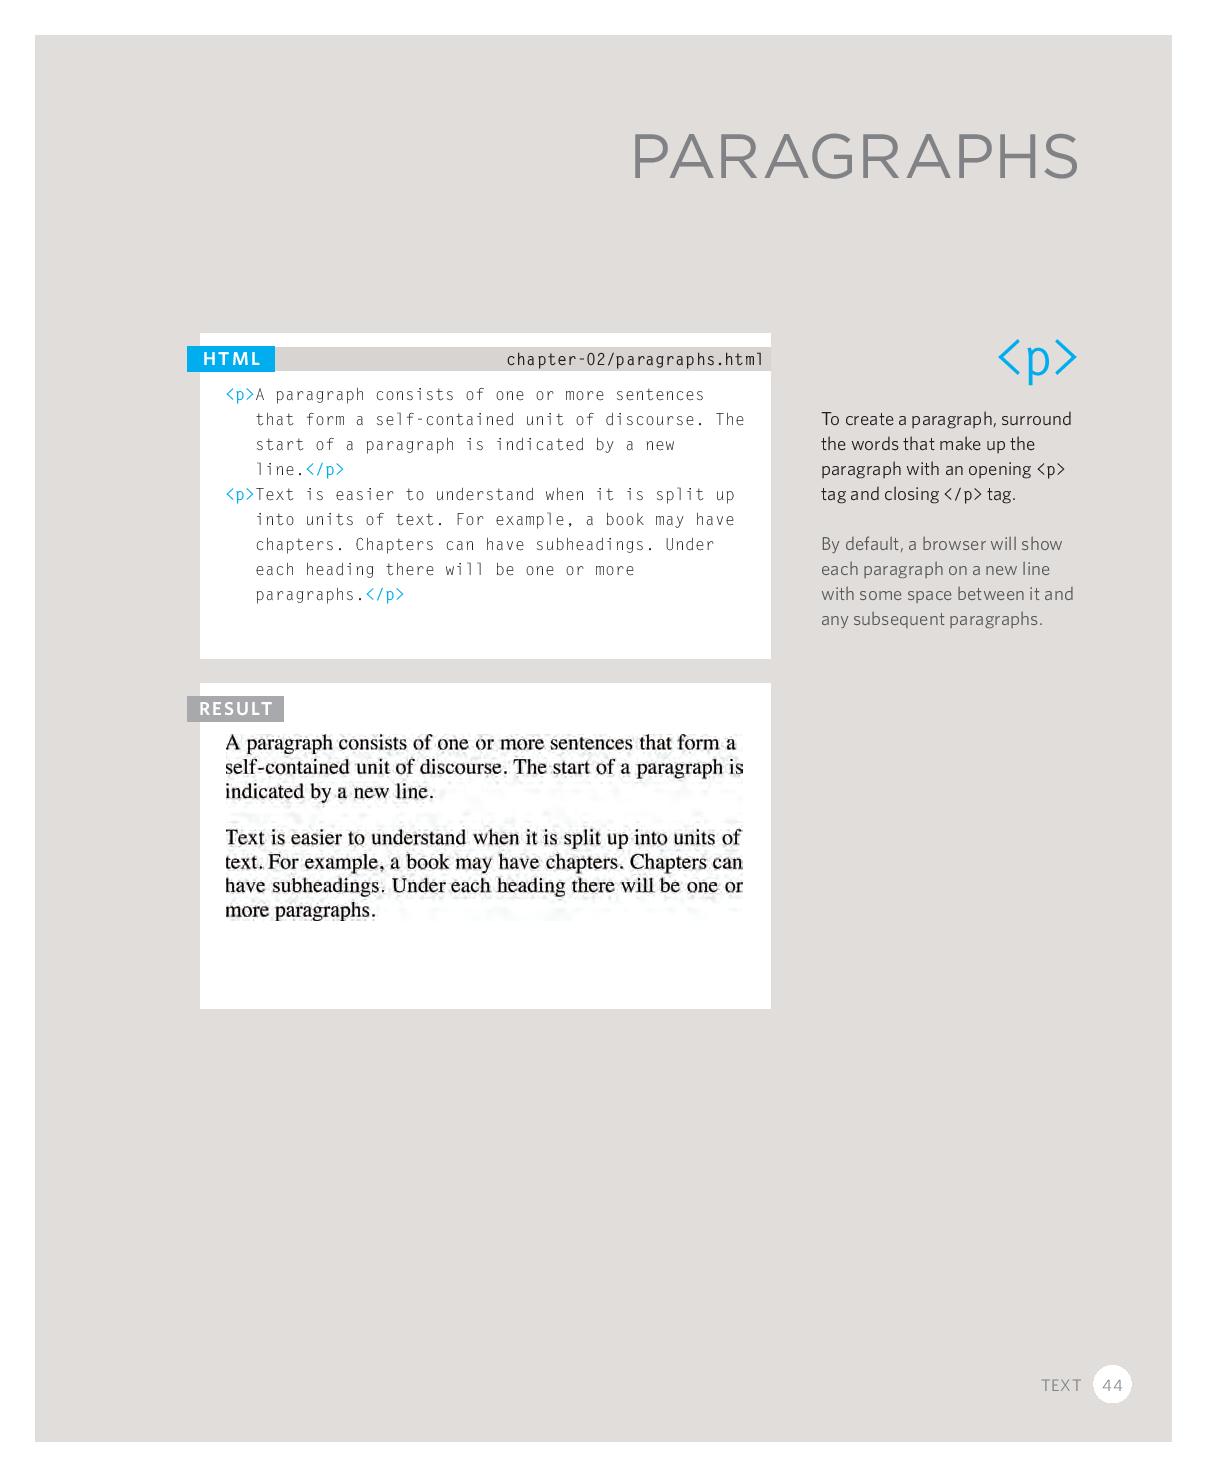 PARAGRAPHS
HTML
chapter-02/paragraphs.html
<p>A paragraph consists of one or more sentences
that form a self-contained unit of discourse. The
start of a paragraph is indicated by a new
line.</p>
<p>Text is easier to understand when it is split up
into units of text. For example, a book may have
chapters. Chapters can have subheadings. Under
each heading there will be one or more
paragraphs.</p>
RESULT
A paragraph consists of one or more sentences that form a
self-contained unit of discourse. The start of a paragraph is
indicated by a new line.
Text is easier to understand when it is split up into units of
text. For example, a book may have chapters. Chapters can
have subheadings. Under each heading there will be one or
more paragraphs.
<p>
To create a paragraph, surround
the words that make up the
paragraph with an opening <p>
tag and closing </p> tag.
By default, a browser will show
each paragraph on a new line
with some space between it and
any subsequent paragraphs.
TEXT 44